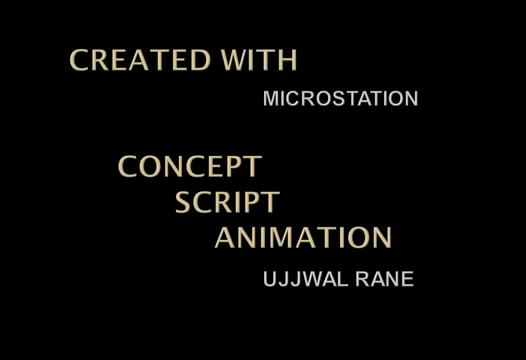 CREATED WITH
MICROSTATION
CONCEPT
SCRIPT
ANIMATION
UJJWAL RANE